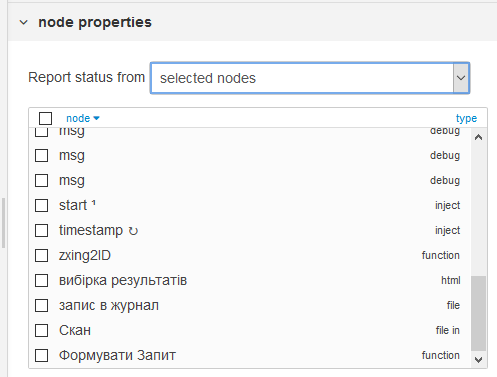 node properties
Report status from selected nodes
node type
msg debug
msg debug
msg debug
start ¹ inject
timestamp ↻ inject
zxing2ID function
вибірка результатів html
запис в журнал file
Скан file in
Формувати Запит function